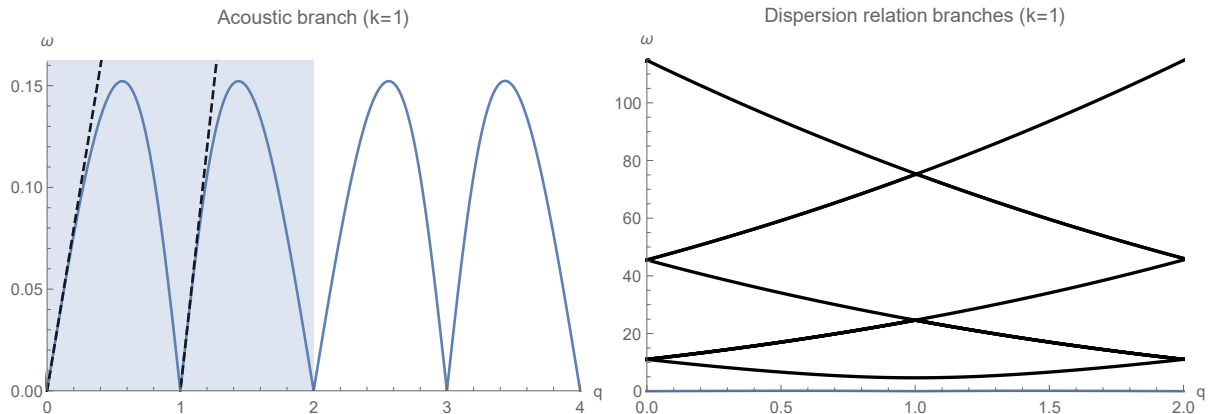 Acoustic branch (k=1)
ω
0.15
0.10
0.05
0.00
0 1 2 3 4 q
Dispersion relation branches (k=1)
ω
100
80
60
40
20
0
0.0 0.5 1.0 1.5 2.0 q